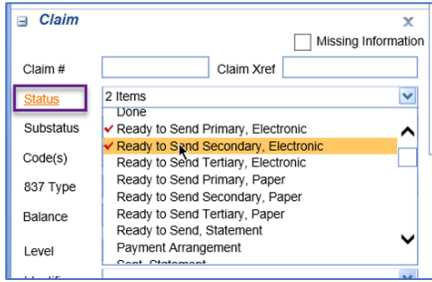 Claim
Missing Information
Claim #
Claim Xref
Status
2 Items
Done
Substatus
Ready to Send Primary, Electronic
Ready to Send Secondary, Electronic
Code(s)
Ready to Send Tertiary, Electronic
837 Type
Ready to Send Primary, Paper
Ready to Send Secondary, Paper
Balance
Ready to Send Tertiary, Paper
Ready to Send, Statement
Level
Payment Arrangement
Sent, Statement